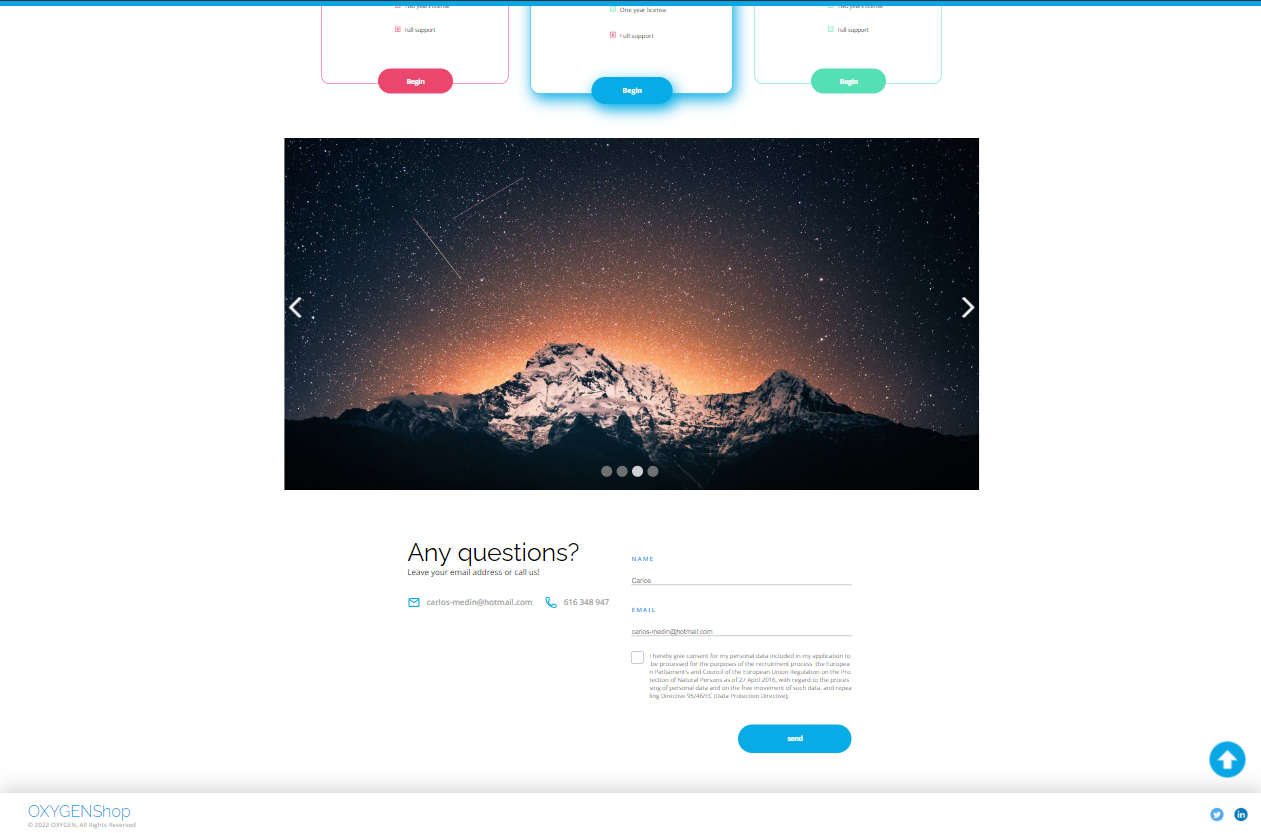 Two years license
One year license
Two years license
Full support
Full support
Full support
Begin
Begin
Begin
Any questions?
Leave your email address or call us!
carlos-medin@hotmail.com
616 348 947
NAME
Carlos
EMAIL
carlos-medin@hotmail.com
I hereby give consent for my personal data included in my application to
be processed for the purposes of the recruitment process the Europea
n Parliament's and Council of the European Union Regulation on the Pro
tection of Natural Persons as of 27 April 2016, with regard to the proces
sing of personal data and on the free movement of such data, and repea
ling Directive 95/46/EC (Data Protection Directive);
send
OXYGENShop
© 2022 OXYGEN, All Rights Reserved
in